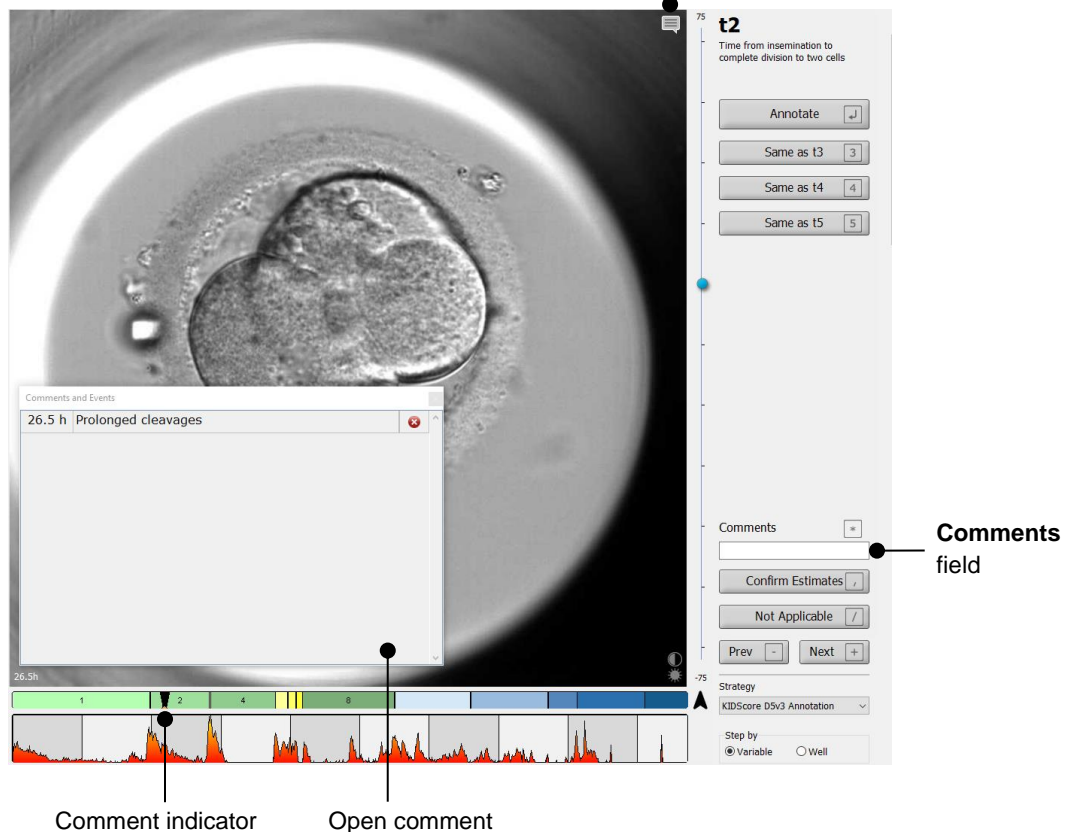 75
t2
Time from insemination to
complete division to two cells
Annotate ↵
Same as t3 3
Same as t4 4
Same as t5 5
Comments and Events
26.5 h Prolonged cleavages
Comments *
Comments
field
Confirm Estimates ,
Not Applicable /
Prev - Next +
26.5h
-75
1 2 4 8
Strategy
KIDScore D5v3 Annotation
Step by
Variable Well
Comment indicator Open comment